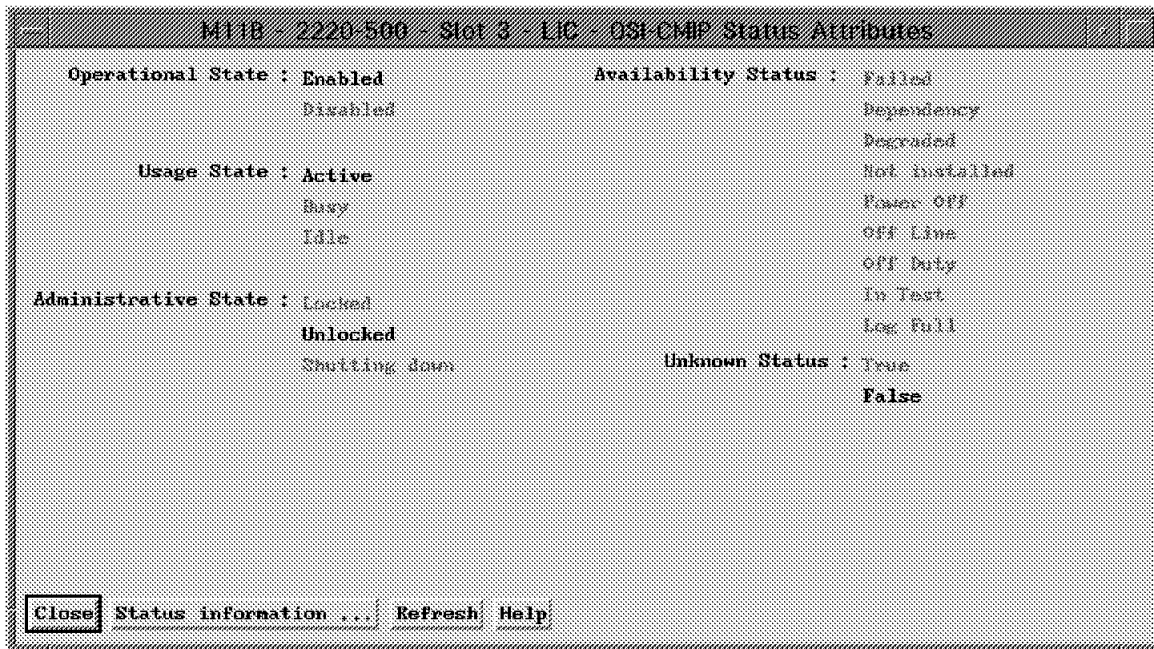 M11B - 2220-500 - Slot 3 - LIC - OSI-CMIP Status Attributes
Operational State : Enabled
Disabled
Usage State : Active
Busy
Idle
Administrative State : Locked
Unlocked
Shutting down
Availability Status : Failed
Dependency
Degraded
Not installed
Power Off
Off Line
Off Duty
In Test
Log Full
Unknown Status : True
False
Close Status information ... Refresh Help